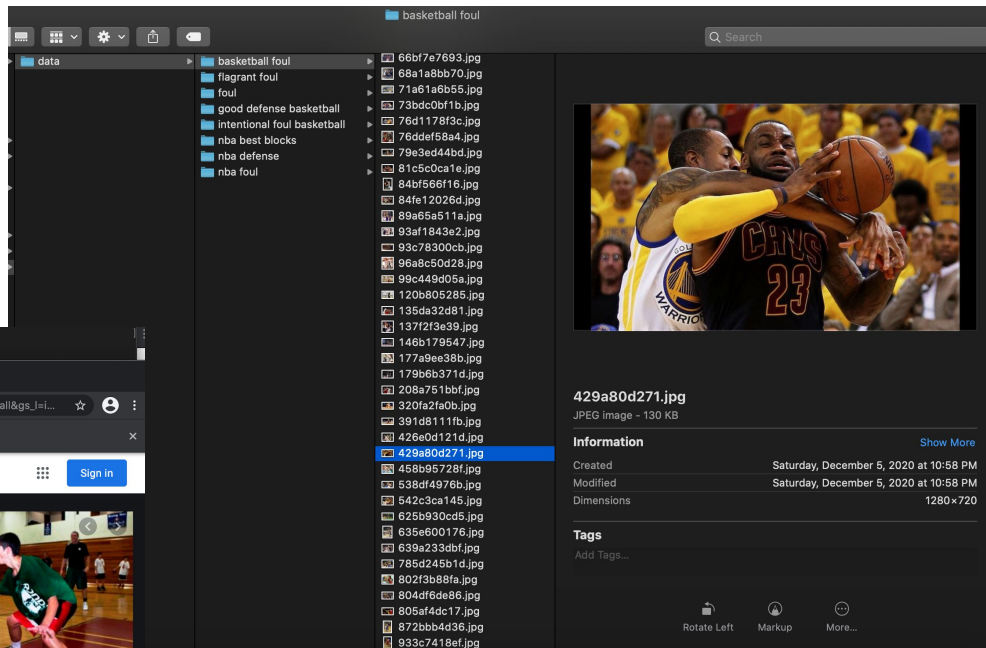 basketball foul
Search
data
basketball foul
flagrant foul
foul
good defense basketball
intentional foul basketball
nba best blocks
nba defense
nba foul
66bf7e7693.jpg
68a1a8bb70.jpg
71a61a6b55.jpg
73bdc0bf1b.jpg
76d1178f3c.jpg
76ddef58a4.jpg
79e3ed44bd.jpg
81c5c0ca1e.jpg
84bf566f16.jpg
84fe12026d.jpg
89a65a511a.jpg
93af1843e2.jpg
93c78300cb.jpg
96a8c50d28.jpg
99c449d05a.jpg
120b805285.jpg
135da32d81.jpg
137f2f3e39.jpg
146b179547.jpg
177a9ee38b.jpg
179b6b371d.jpg
208a751bbf.jpg
320fa2fa0b.jpg
391d8111fb.jpg
426e0d121d.jpg
429a80d271.jpg
458b95728f.jpg
538df4976b.jpg
542c3ca145.jpg
625b930cd5.jpg
635e600176.jpg
639a233dbf.jpg
785d245b1d.jpg
802f3b88fa.jpg
804df6de86.jpg
805af4dc17.jpg
872bbb4d36.jpg
933c7418ef.jpg
CAVS
23
WARRIOR
429a80d271.jpg
JPEG image - 130 KB
Information
Show More
Created Saturday, December 5, 2020 at 10:58 PM
Modified Saturday, December 5, 2020 at 10:58 PM
Dimensions 1280×720
Tags
Add Tags...
Rotate Left
Markup
More...
all&gs_l=i...
Sign in